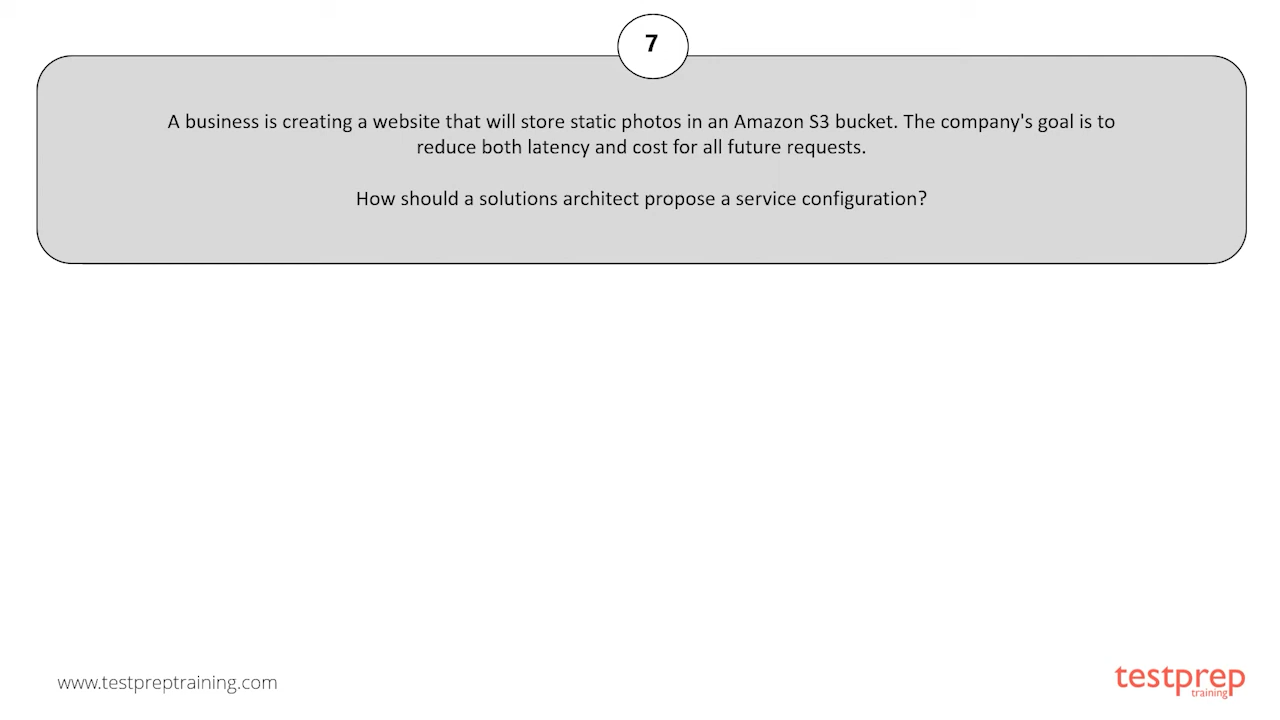 7
A business is creating a website that will store static photos in an Amazon S3 bucket. The company's goal is to
reduce both latency and cost for all future requests.
How should a solutions architect propose a service configuration?
www.testpreptraining.com
testprep
training